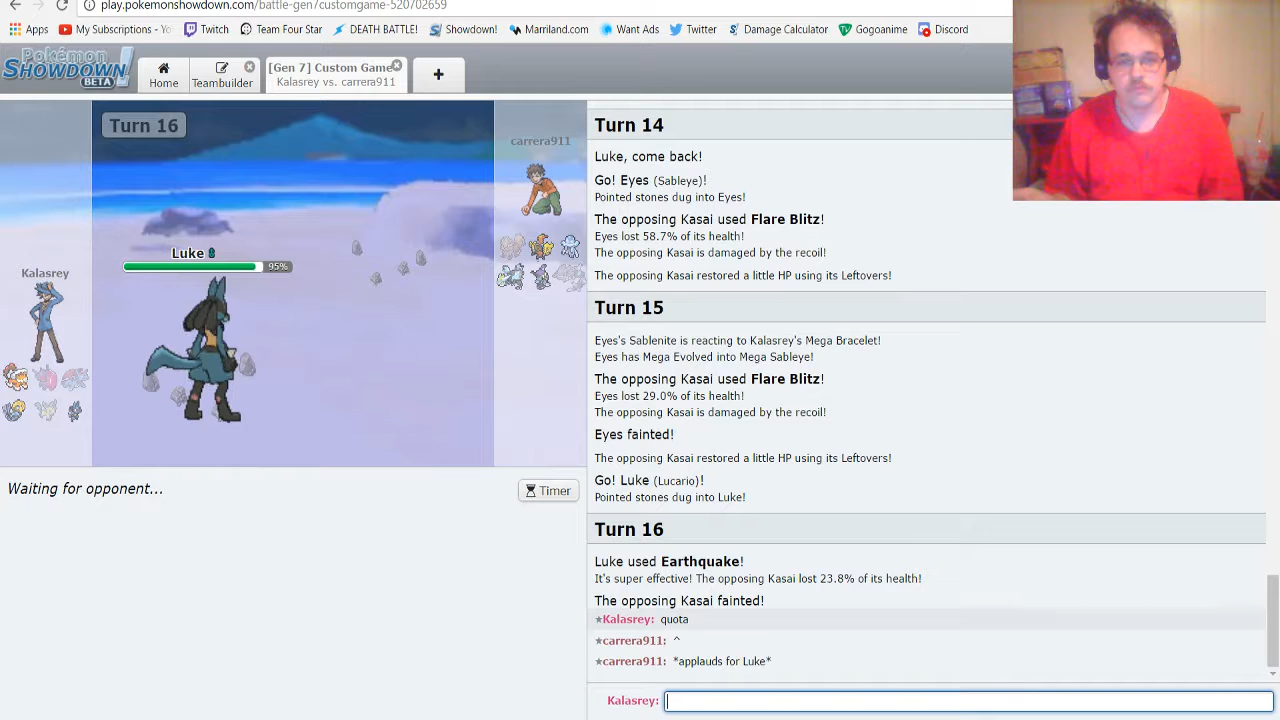 play.pokemonshowdown.com/battle-gen7customgame-520702659
Apps My Subscriptions - Yo Twitch Team Four Star DEATH BATTLE! Showdown! Marriland.com Want Ads Twitter Damage Calculator Gogoanime Discord
Pokémon Showdown! BETA
Home
Teambuilder
[Gen 7] Custom Game
Kalasrey vs. carrera911
+
Turn 16
carrera911
Luke
95%
Kalasrey
Waiting for opponent...
Timer
Turn 14
Luke, come back!
Go! Eyes (Sableye)!
Pointed stones dug into Eyes!
The opposing Kasai used Flare Blitz!
Eyes lost 58.7% of its health!
The opposing Kasai is damaged by the recoil!
The opposing Kasai restored a little HP using its Leftovers!
Turn 15
Eyes's Sablenite is reacting to Kalasrey's Mega Bracelet!
Eyes has Mega Evolved into Mega Sableye!
The opposing Kasai used Flare Blitz!
Eyes lost 29.0% of its health!
The opposing Kasai is damaged by the recoil!
Eyes fainted!
The opposing Kasai restored a little HP using its Leftovers!
Go! Luke (Lucario)!
Pointed stones dug into Luke!
Turn 16
Luke used Earthquake!
It's super effective! The opposing Kasai lost 23.8% of its health!
The opposing Kasai fainted!
★Kalasrey: quota
★carrera911: ^
★carrera911: *applauds for Luke*
Kalasrey: